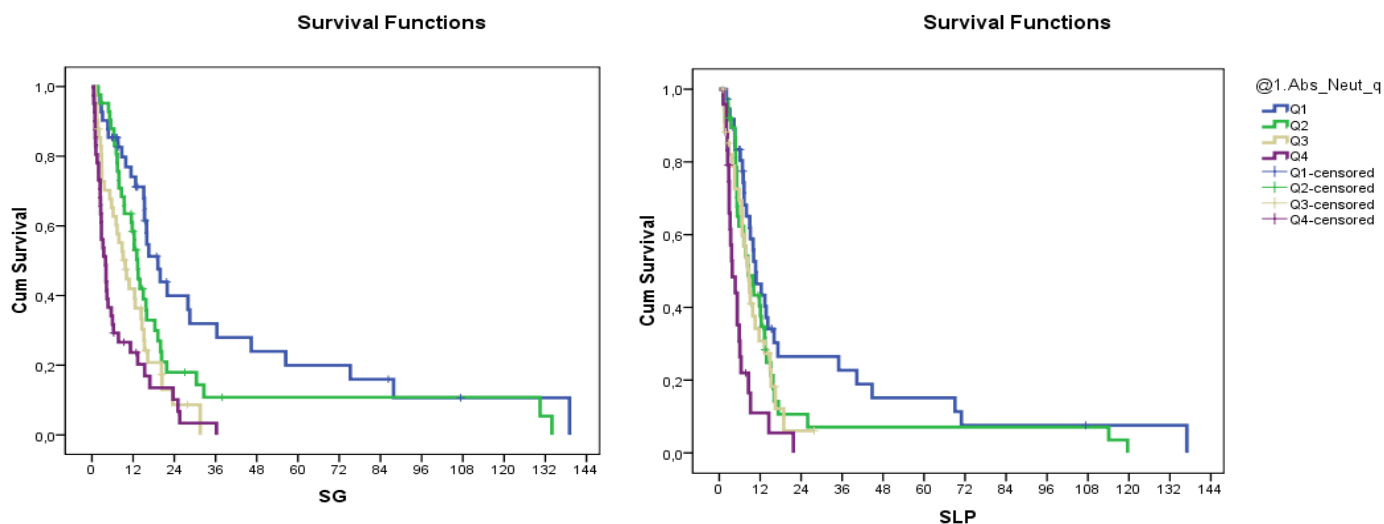 Survival Functions
Cum Survival
1,0
0,8
0,6
0,4
0,2
0,0
0 12 24 36 48 60 72 84 96 108 120 132 144
SG
Survival Functions
Cum Survival
1,0
0,8
0,6
0,4
0,2
0,0
0 12 24 36 48 60 72 84 96 108 120 132 144
SLP
@1.Abs_Neut_q
Q1
Q2
Q3
Q4
Q1-censored
Q2-censored
Q3-censored
Q4-censored